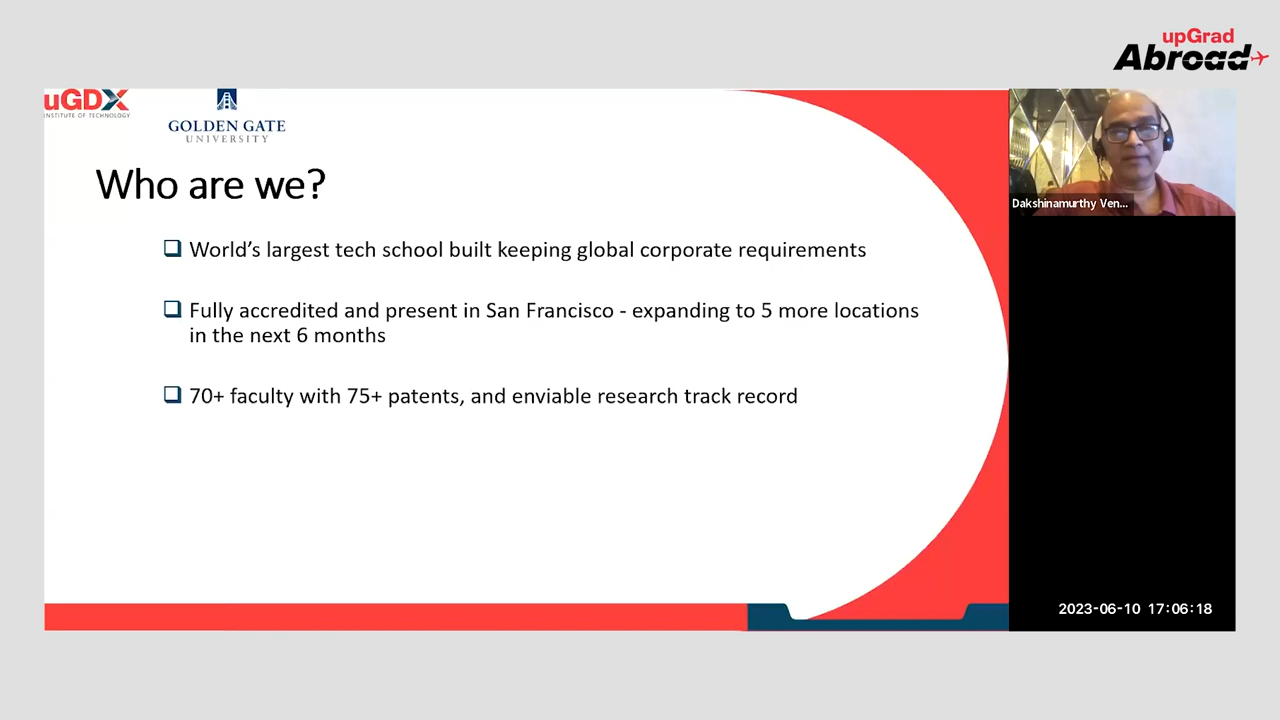 upGrad
Abroad
uGDX
INSTITUTE OF TECHNOLOGY
GOLDEN GATE
UNIVERSITY
Who are we?
World's largest tech school built keeping global corporate requirements
Fully accredited and present in San Francisco - expanding to 5 more locations
in the next 6 months
70+ faculty with 75+ patents, and enviable research track record
Dakshinamurthy Ven...
2023-06-10 17:06:18